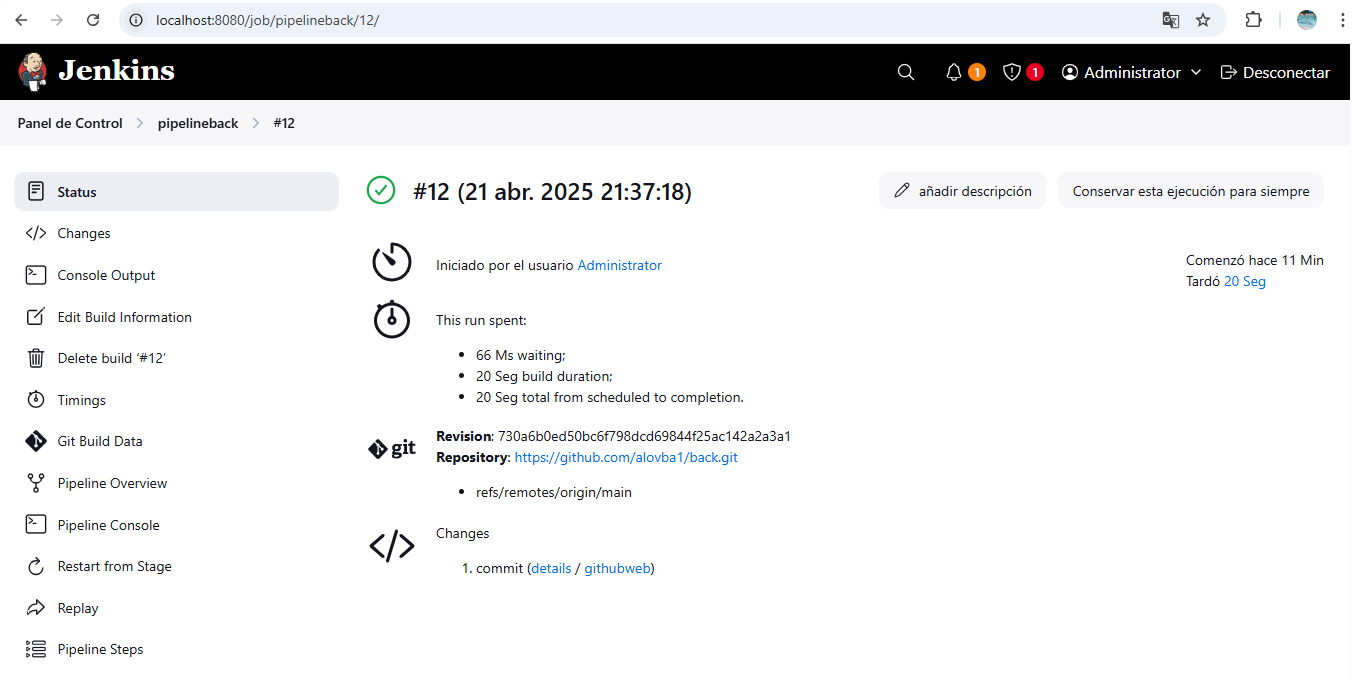 localhost:8080/job/pipelineback/12/
Jenkins
1
1
Administrator
Desconectar
Panel de Control
pipelineback
#12
Status
Changes
Console Output
Edit Build Information
Delete build ‘#12’
Timings
Git Build Data
Pipeline Overview
Pipeline Console
Restart from Stage
Replay
Pipeline Steps
#12 (21 abr. 2025 21:37:18)
añadir descripción
Conservar esta ejecución para siempre
Iniciado por el usuario Administrator
Comenzó hace 11 Min
Tardó 20 Seg
This run spent:
66 Ms waiting;
20 Seg build duration;
20 Seg total from scheduled to completion.
git
Revision: 730a6b0ed50bc6f798dcd69844f25ac142a2a3a1
Repository: https://github.com/alovba1/back.git
refs/remotes/origin/main
Changes
1. commit (details / githubweb)